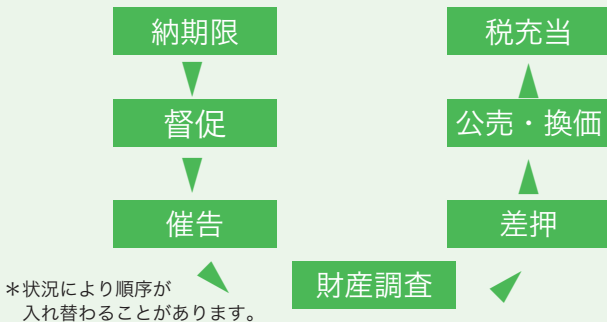 納期限
督促
催告
財産調査
差押
公売・換価
税充当
＊状況により順序が
入れ替わることがあります。